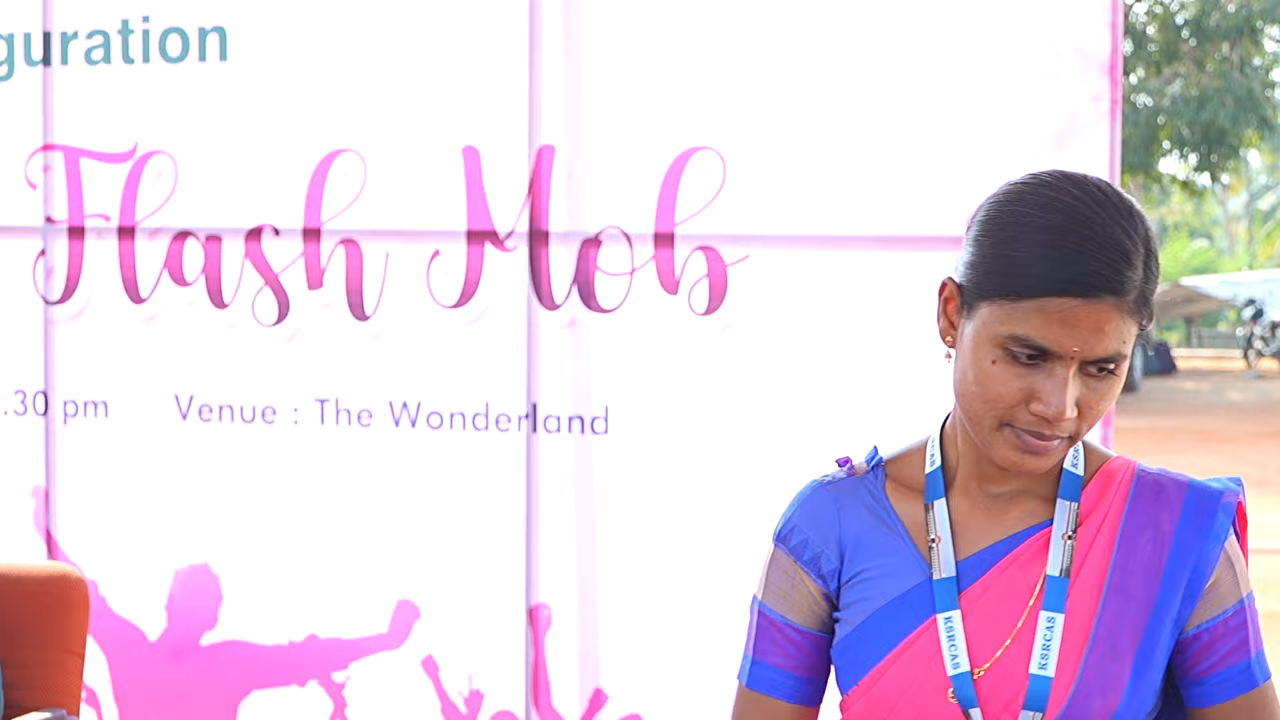 guration
Flash Mob
.30 pm Venue : The Wonderland
KSRCAS
KSRCAS